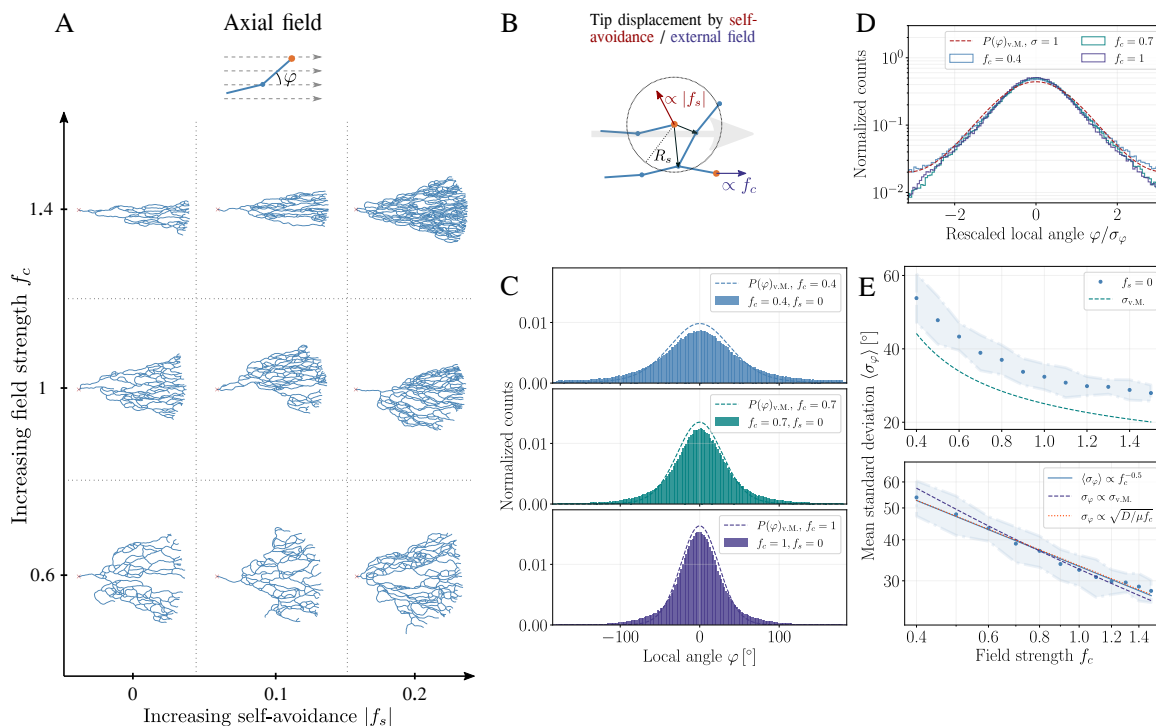 A
Axial field
φ
Increasing field strength f_c
1.4
1
0.6
0
0.1
0.2
Increasing self-avoidance |f_s|
B
Tip displacement by self-
avoidance / external field
∝ |f_s|
R_s
∝ f_c
C
P(φ)_v.M., f_c = 0.4
f_c = 0.4, f_s = 0
0.01
0.00
P(φ)_v.M., f_c = 0.7
f_c = 0.7, f_s = 0
0.01
0.00
P(φ)_v.M., f_c = 1
f_c = 1, f_s = 0
0.01
0.00
Normalized counts
−100
0
100
Local angle φ [°]
D
P(φ)_v.M., σ = 1
f_c = 0.4
f_c = 0.7
f_c = 1
10^0
10^−1
10^−2
Normalized counts
−2
0
2
Rescaled local angle φ/σ_φ
E
f_s = 0
σ_v.M.
60
40
20
0.4
0.6
0.8
1.0
1.2
1.4
Mean standard deviation ⟨σ_φ⟩ [°]
⟨σ_φ⟩ ∝ f_c^−0.5
σ_φ ∝ σ_v.M.
σ_φ ∝ √D/μf_c
60
50
40
30
0.4
0.6
0.8
1.0
1.2
1.4
Field strength f_c